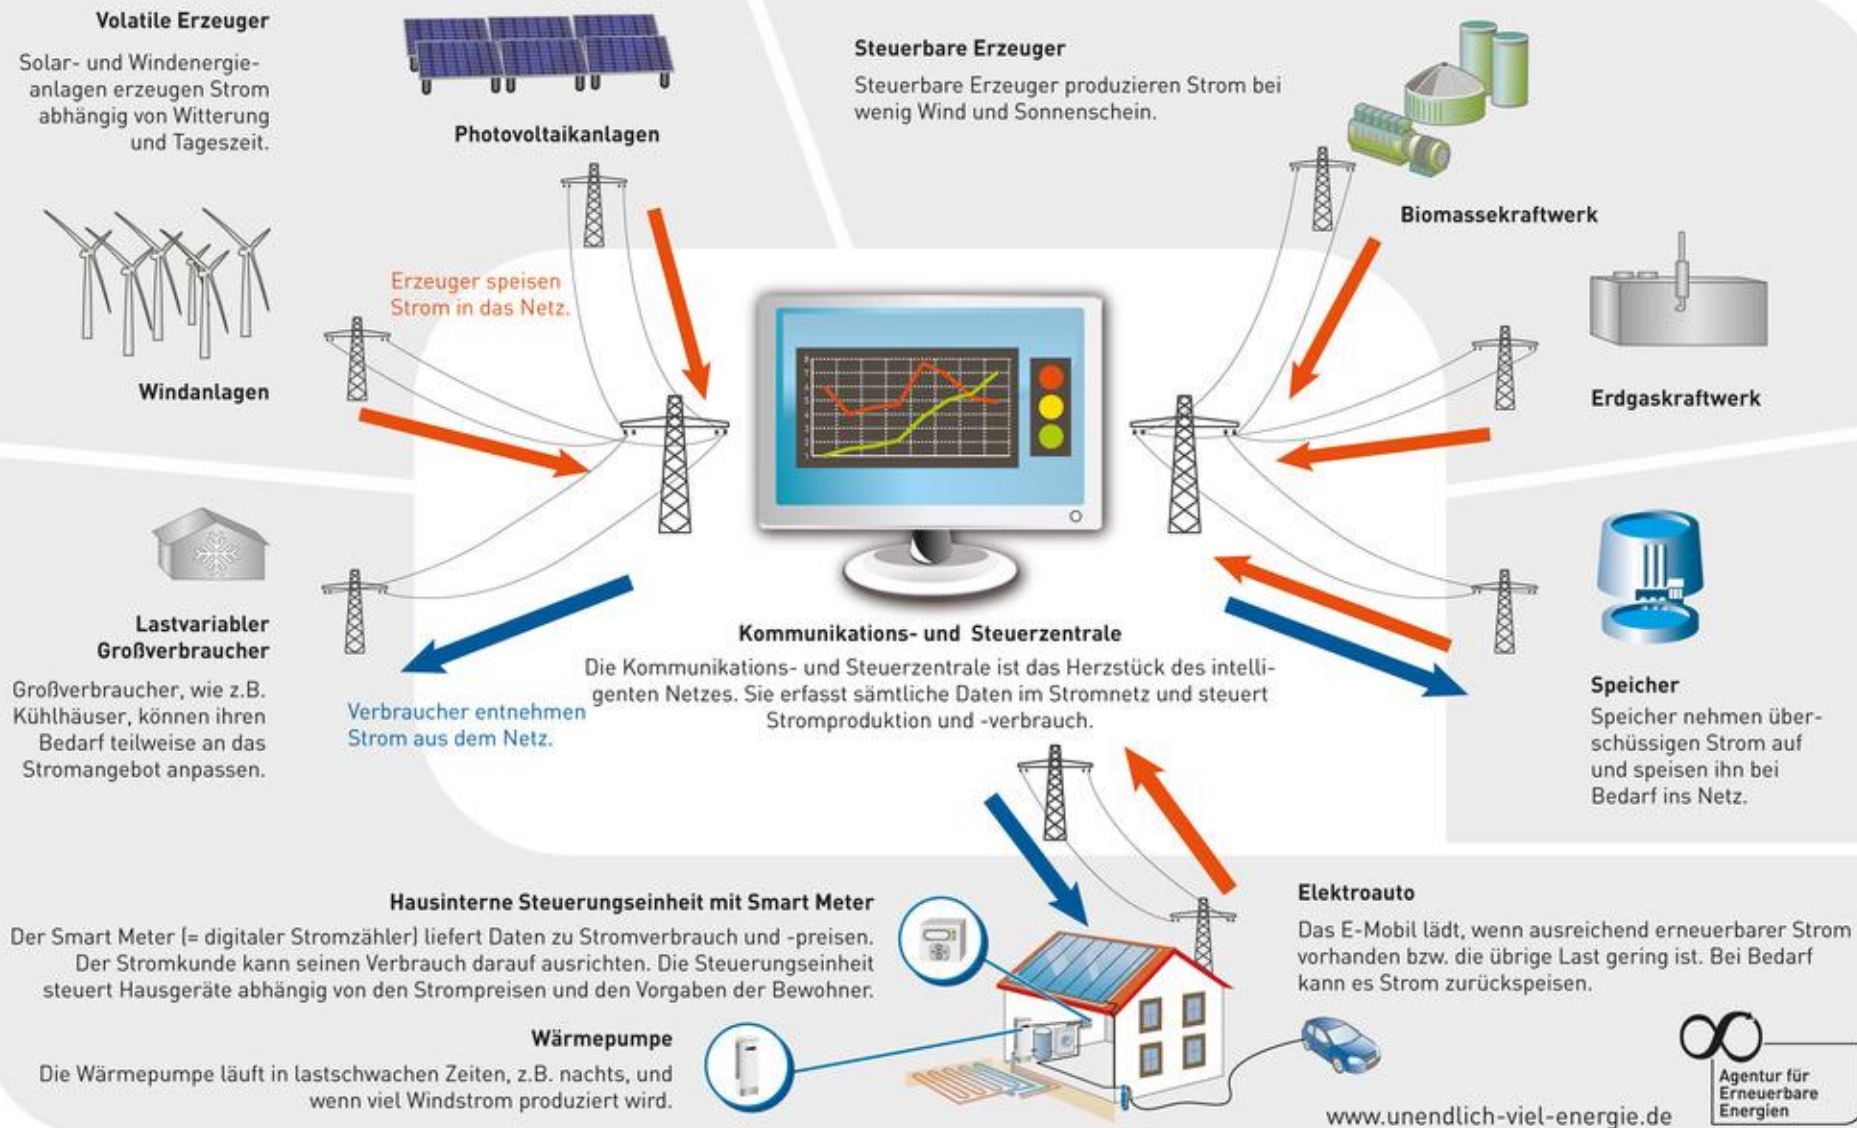 Volatile Erzeuger
Solar- und Windenergie-
anlagen erzeugen Strom
abhängig von Witterung
und Tageszeit.
Photovoltaikanlagen
Windanlagen
Erzeuger speisen
Strom in das Netz.
Steuerbare Erzeuger
Steuerbare Erzeuger produzieren Strom bei
wenig Wind und Sonnenschein.
Biomassekraftwerk
Erdgaskraftwerk
Lastvariabler
Großverbraucher
Großverbraucher, wie z.B.
Kühlhäuser, können ihren
Bedarf teilweise an das
Stromangebot anpassen.
Verbraucher entnehmen
Strom aus dem Netz.
Kommunikations- und Steuerzentrale
Die Kommunikations- und Steuerzentrale ist das Herzstück des intelli-
genten Netzes. Sie erfasst sämtliche Daten im Stromnetz und steuert
Stromproduktion und -verbrauch.
Speicher
Speicher nehmen über-
schüssigen Strom auf
und speisen ihn bei
Bedarf ins Netz.
Hausinterne Steuerungseinheit mit Smart Meter
Der Smart Meter (= digitaler Stromzähler) liefert Daten zu Stromverbrauch und -preisen.
Der Stromkunde kann seinen Verbrauch darauf ausrichten. Die Steuerungseinheit
steuert Hausgeräte abhängig von den Strompreisen und den Vorgaben der Bewohner.
Wärmepumpe
Die Wärmepumpe läuft in lastschwachen Zeiten, z.B. nachts, und
wenn viel Windstrom produziert wird.
Elektroauto
Das E-Mobil lädt, wenn ausreichend erneuerbarer Strom
vorhanden bzw. die übrige Last gering ist. Bei Bedarf
kann es Strom zurückspeisen.
www.unendlich-viel-energie.de
Agentur für
Erneuerbare
Energien